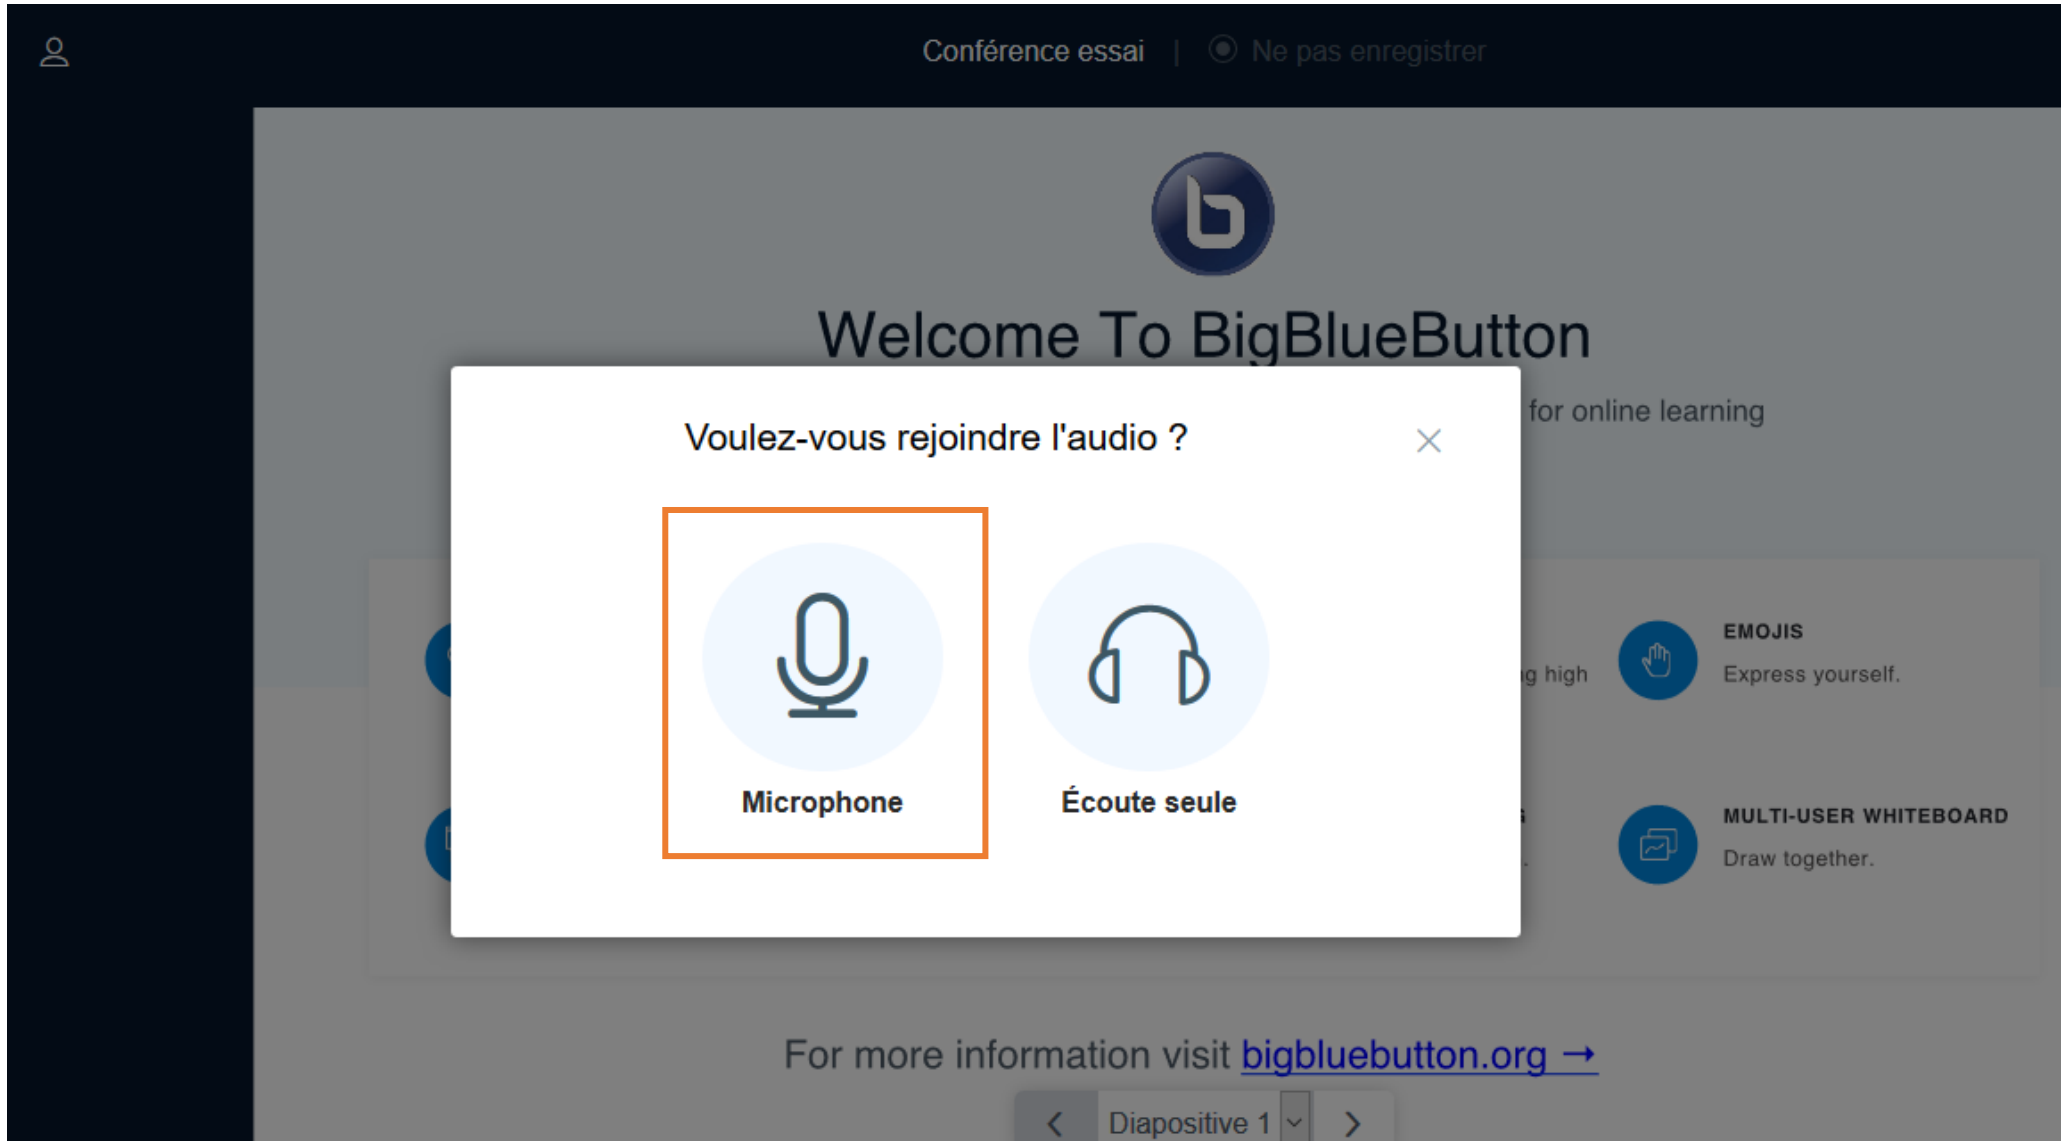 Conférence essai | Ne pas enregistrer
Welcome To BigBlueButton
for online learning
Voulez-vous rejoindre l'audio ?
Microphone
Écoute seule
high
EMOJIS
Express yourself.
MULTI-USER WHITEBOARD
Draw together.
For more information visit bigbluebutton.org →
Diapositive 1